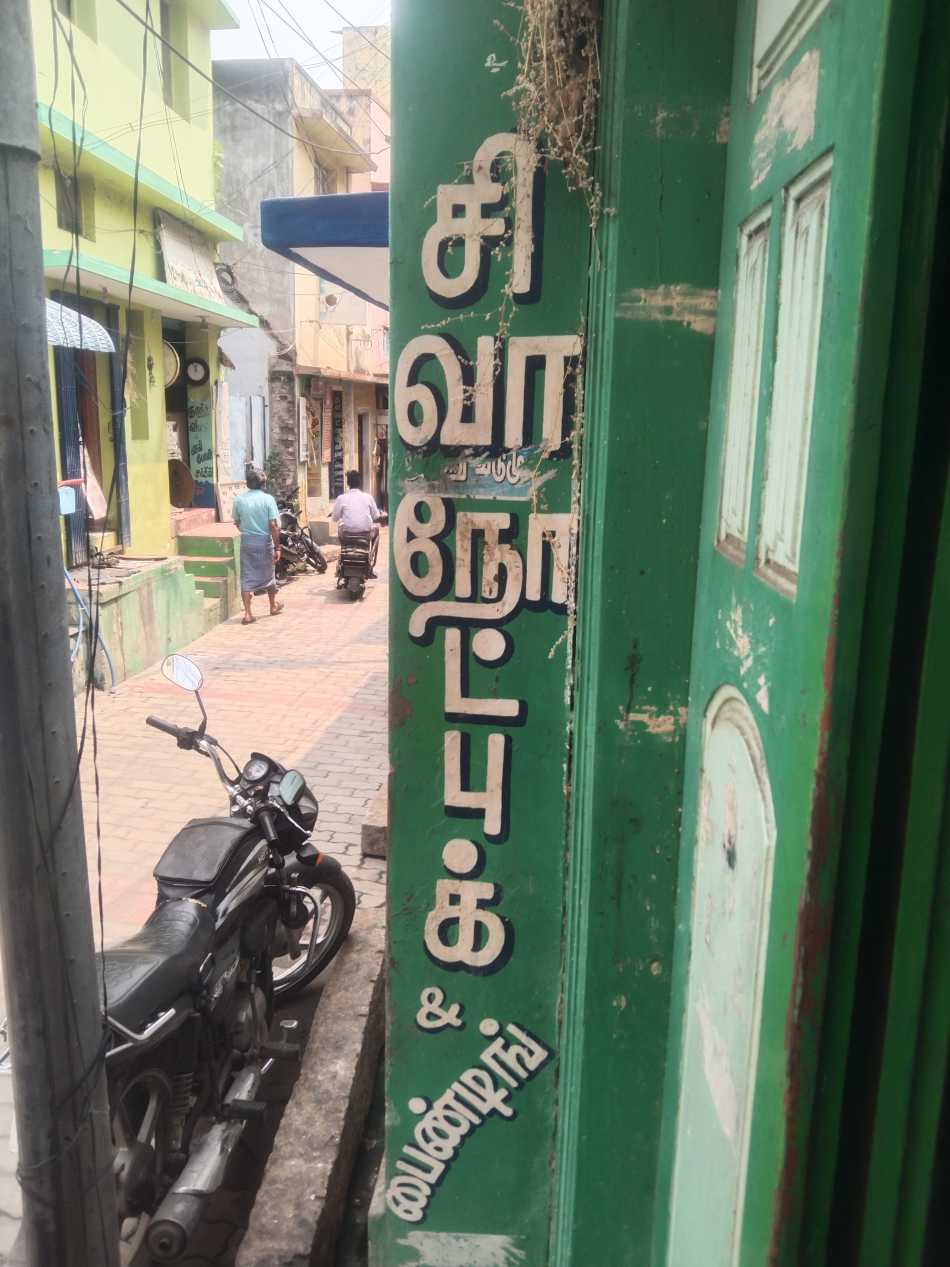 சி
வா
நோ
ட்
பு
க்
&
பைண்டிங்